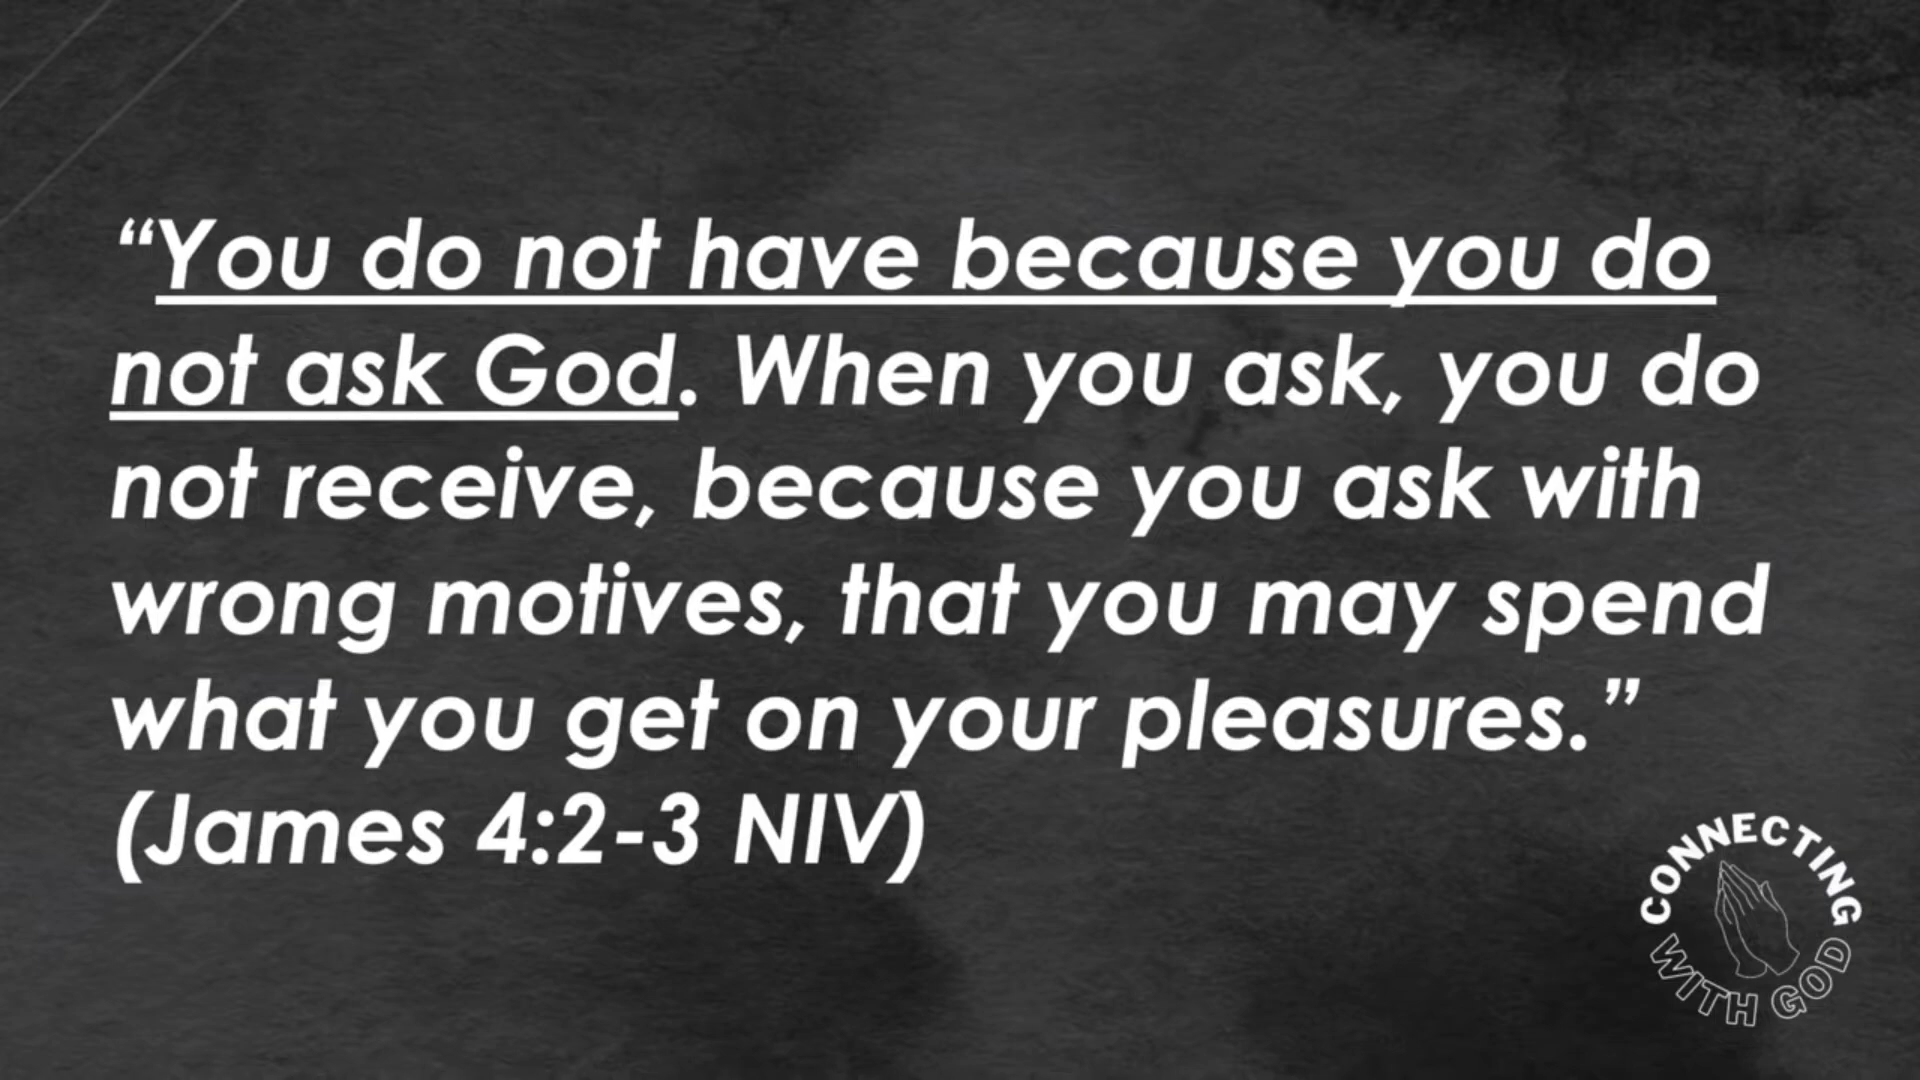 “You do not have because you do
not ask God. When you ask, you do
not receive, because you ask with
wrong motives, that you may spend
what you get on your pleasures.”
(James 4:2-3 NIV)
CONNECTING
WITH GOD